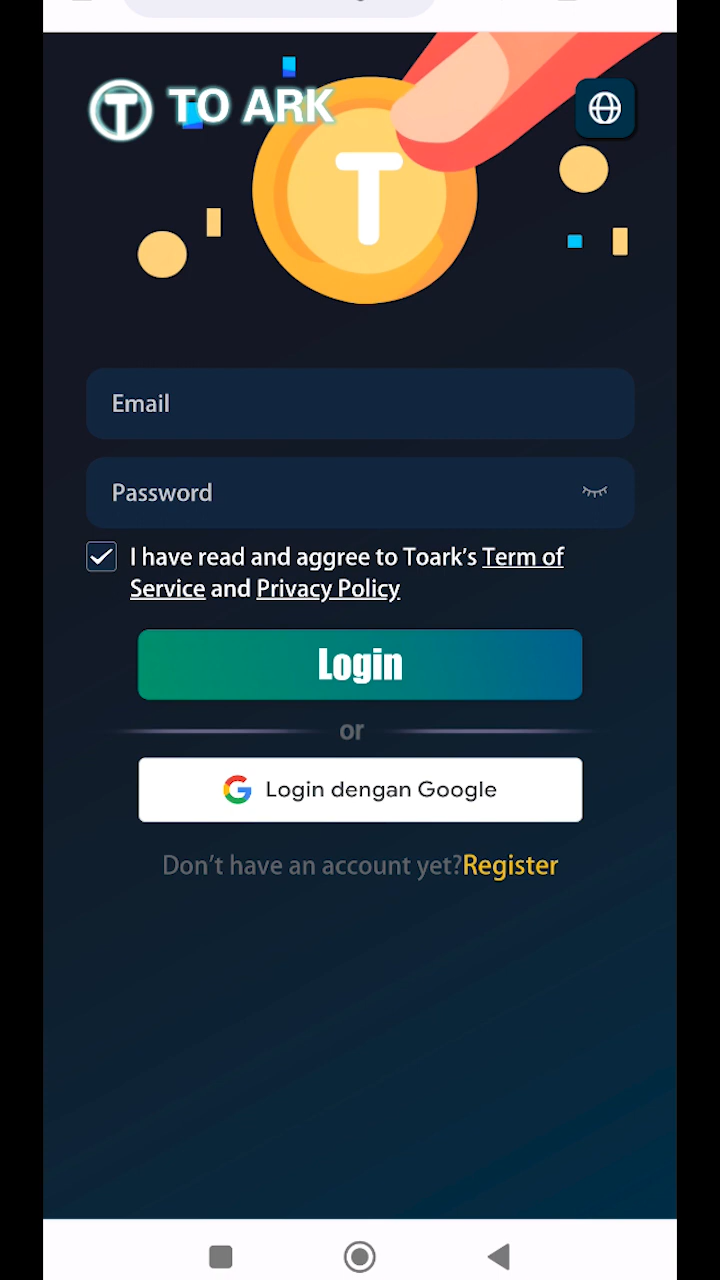 TO ARK
T
Email
Password
I have read and aggree to Toark's Term of
Service and Privacy Policy
Login
or
Login dengan Google
Don't have an account yet?Register